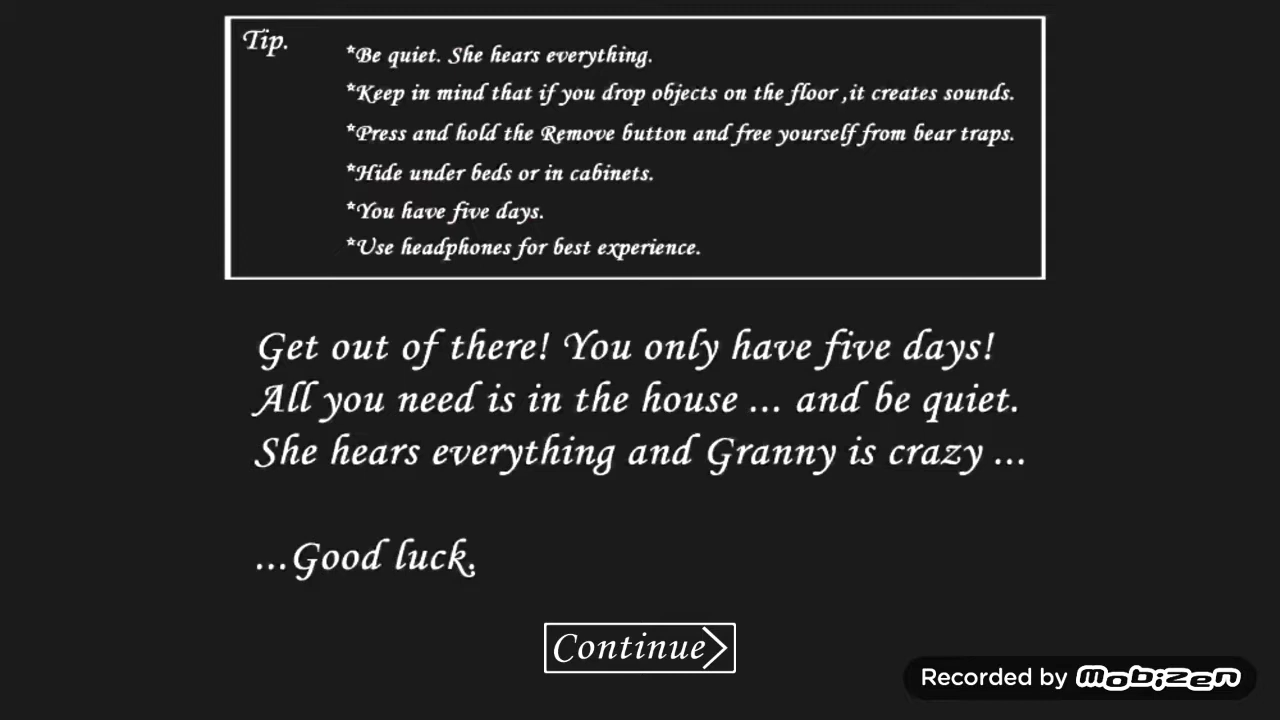 Tip.
*Be quiet. She hears everything.
*Keep in mind that if you drop objects on the floor ,it creates sounds.
*Press and hold the Remove button and free yourself from bear traps.
*Hide under beds or in cabinets.
*You have five days.
*Use headphones for best experience.
Get out of there! You only have five days!
All you need is in the house ... and be quiet.
She hears everything and Granny is crazy ...
...Good luck.
Continue
Recorded by mobizen